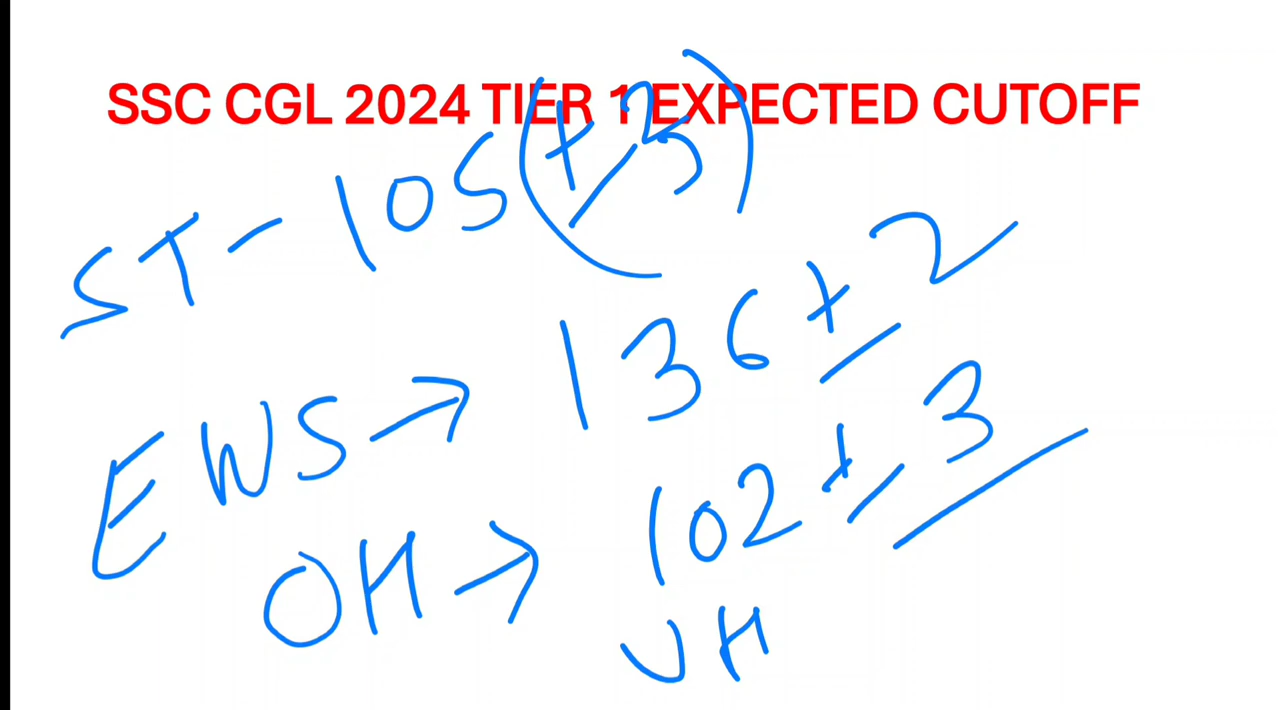 SSC CGL 2024 TIER 1 EXPECTED CUTOFF
ST - 105 (± 3)
EWS → 136 ± 2
OH → 102 ± 3
VH